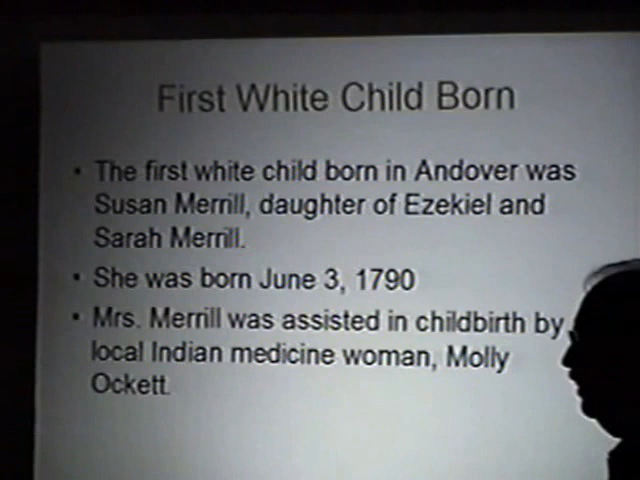 First White Child Born
• The first white child born in Andover was
Susan Merrill, daughter of Ezekiel and
Sarah Merrill.
• She was born June 3, 1790
• Mrs. Merrill was assisted in childbirth by
local Indian medicine woman, Molly
Ockett.